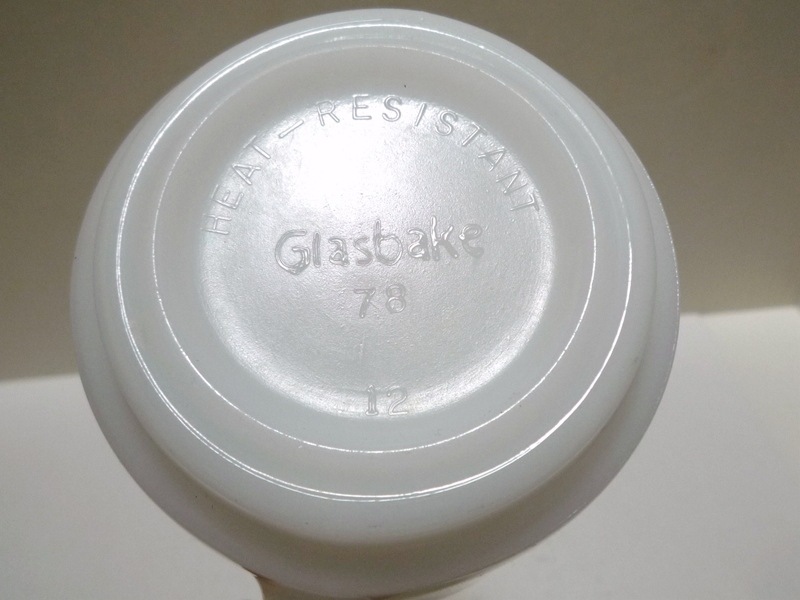 HEAT-RESISTANT
Glasbake
78
12